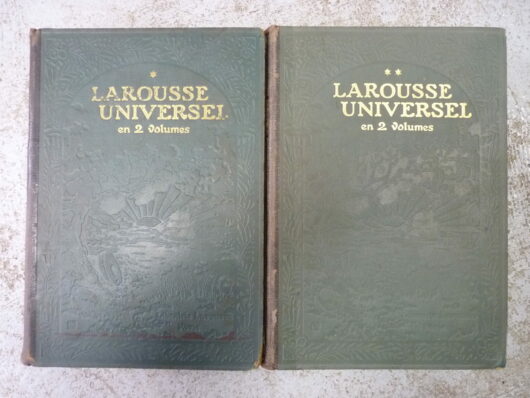 *
LAROUSSE
UNIVERSEL
en 2 volumes
**
LAROUSSE
UNIVERSEL
en 2 volumes